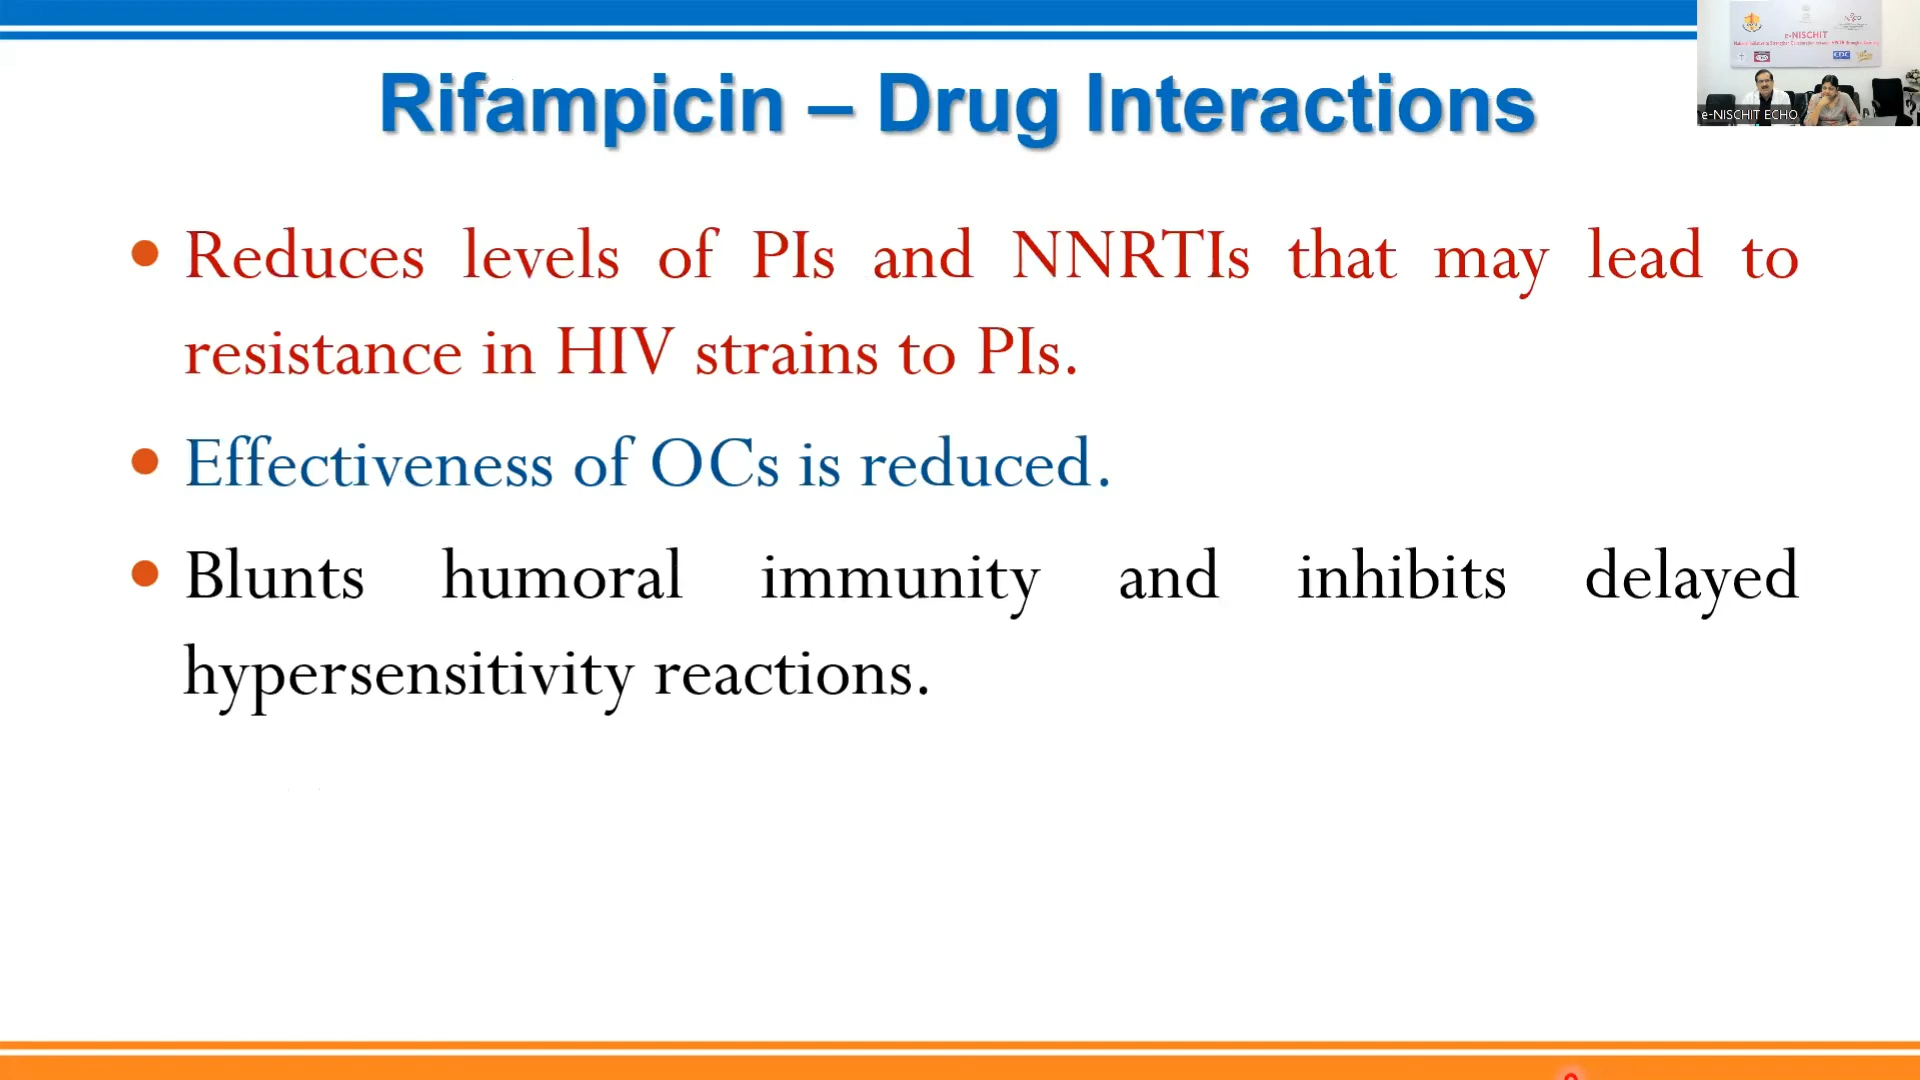 Rifampicin – Drug Interactions
e-NISCHIT
e-NISCHIT ECHO
• Reduces levels of PIs and NNRTIs that may lead to
resistance in HIV strains to PIs.
• Effectiveness of OCs is reduced.
• Blunts humoral immunity and inhibits delayed
hypersensitivity reactions.